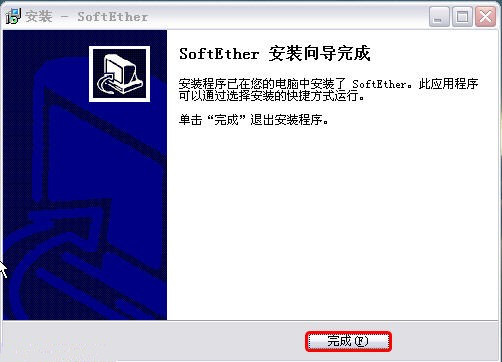 安装 - SoftEther
SoftEther 安装向导完成
安装程序已在您的电脑中安装了 SoftEther。此应用程序
可以通过选择安装的快捷方式运行。
单击“完成”退出安装程序。
完成(F)